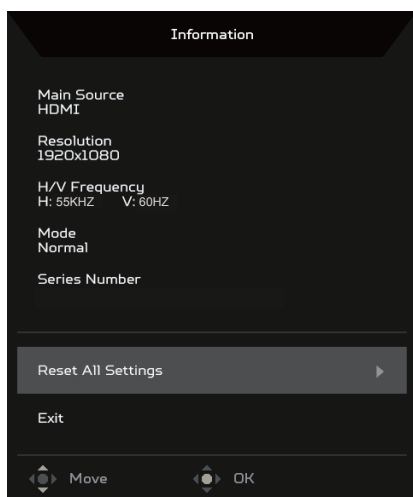 Information
Main Source
HDMI
Resolution
1920x1080
H/V Frequency
H: 55KHZ V: 60HZ
Mode
Normal
Series Number
Reset All Settings
Exit
Move OK